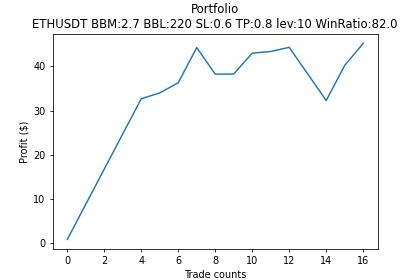 Portfolio
ETHUSDT BBM:2.7 BBL:220 SL:0.6 TP:0.8 lev:10 WinRatio:82.0
40
30
20
10
0
Profit ($)
0 2 4 6 8 10 12 14 16
Trade counts